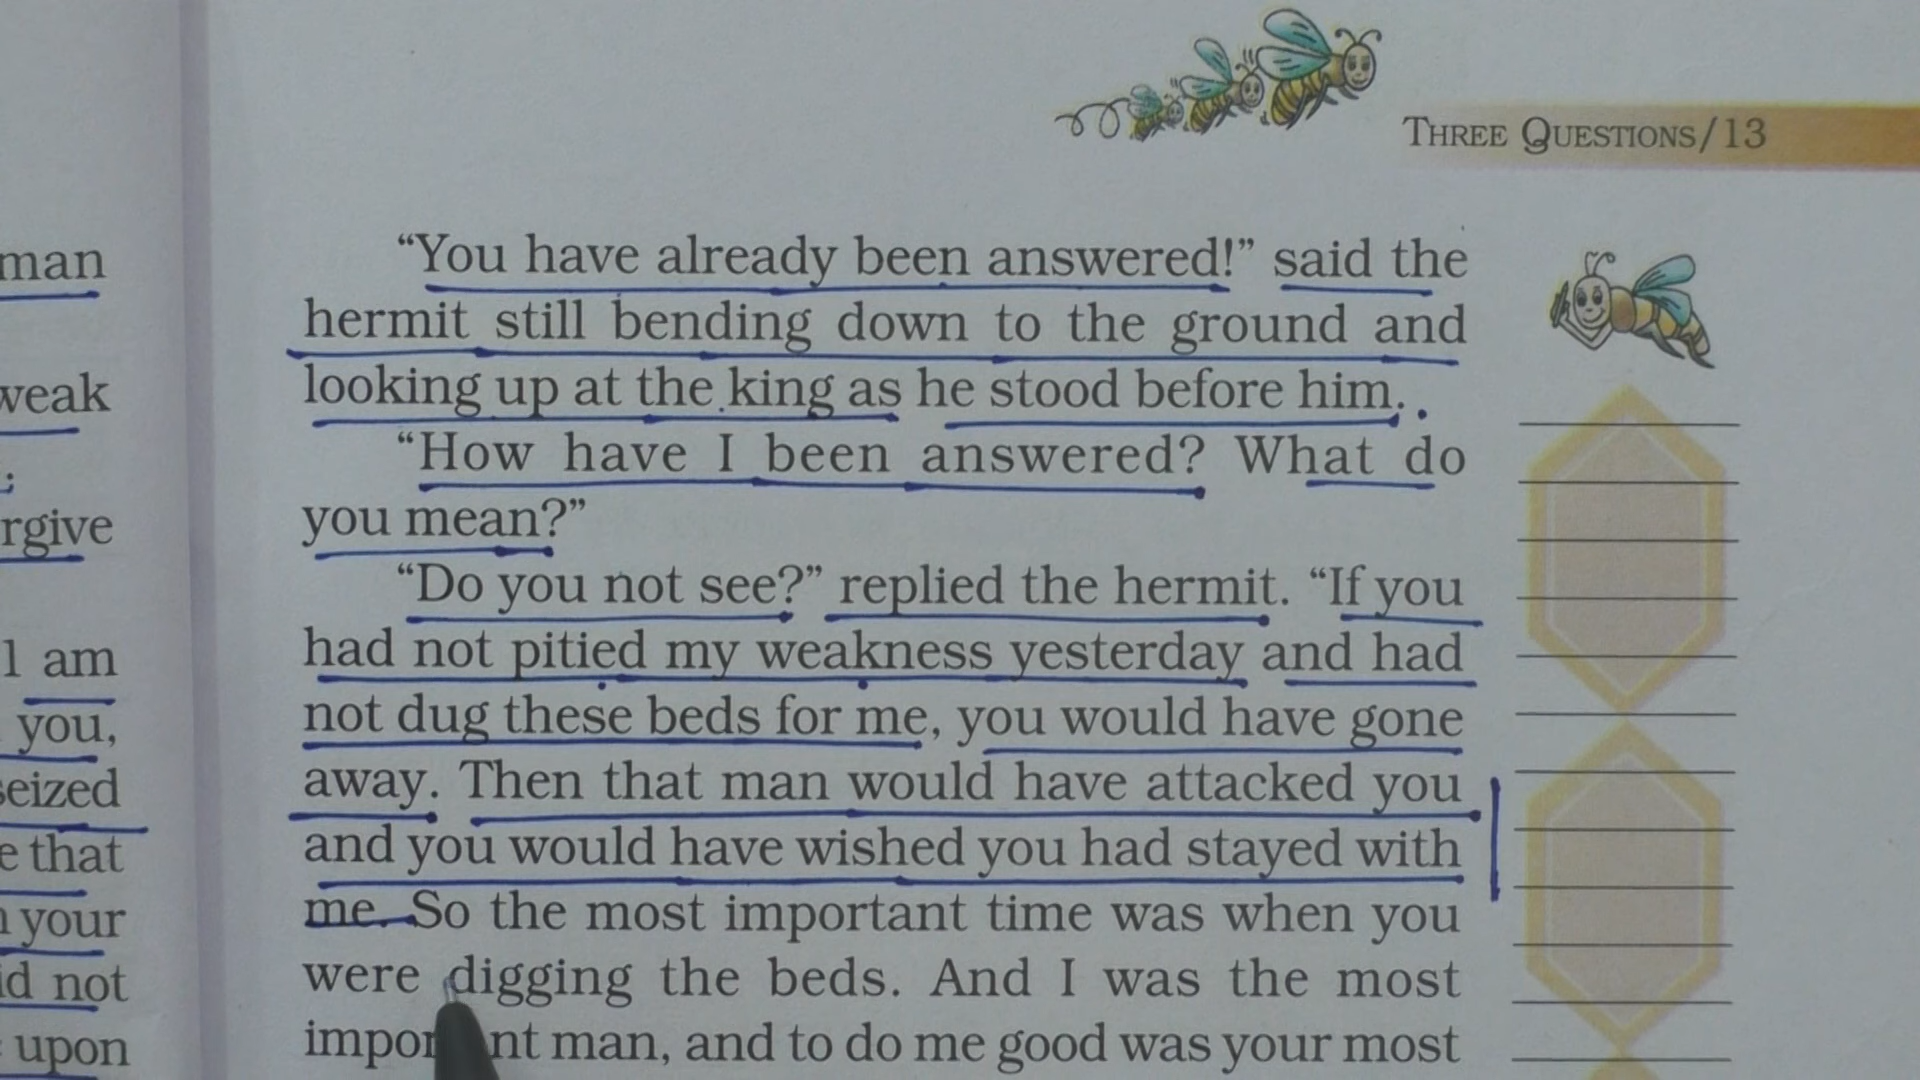 THREE QUESTIONS/13
man
weak
rgive
I am
you,
seized
e that
your
id not
upon
“You have already been answered!” said the
hermit still bending down to the ground and
looking up at the king as he stood before him.
“How have I been answered? What do
you mean?”
“Do you not see?” replied the hermit. “If you
had not pitied my weakness yesterday and had
not dug these beds for me, you would have gone
away. Then that man would have attacked you
and you would have wished you had stayed with
me. So the most important time was when you
were digging the beds. And I was the most
man, and to do me good was your most